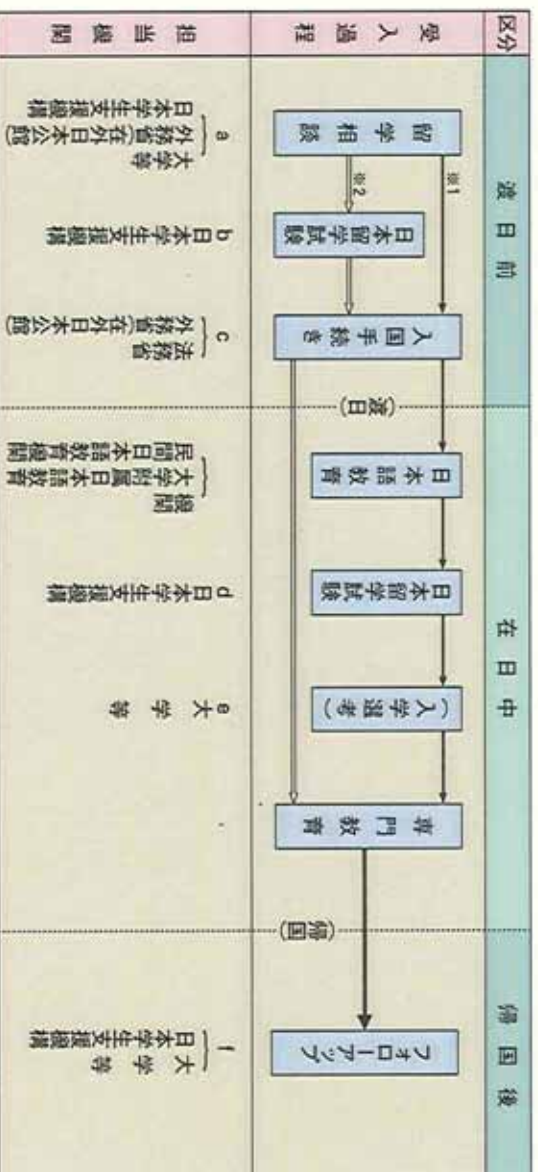 区分
渡日前
在日中
帰国後
受入過程
留学相談
※1
※2
日本留学試験
入国手続き
(渡日)
日本語教育
日本留学試験
(入学選考)
専門教育
(帰国)
フォローアップ
担当機関
a
大学等
外務省(在外日本公館)
日本学生支援機構
b 日本学生支援機構
c
法務省
外務省(在外日本公館)
大学附属日本語教育機関
民間日本語教育機関
d 日本学生支援機構
e 大学等
f
大学等
日本学生支援機構